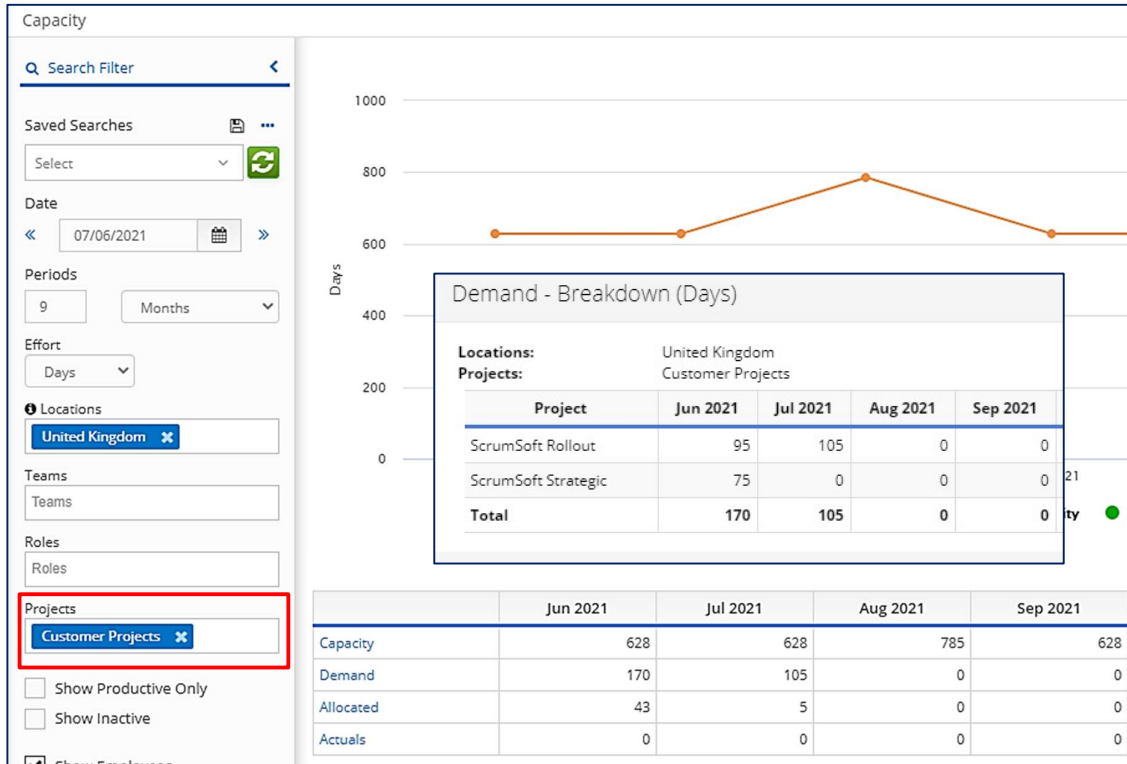 Capacity
Search Filter
Saved Searches
Select
Date
07/06/2021
Periods
9 Months
Effort
Days
Locations
United Kingdom
Teams
Teams
Roles
Roles
Projects
Customer Projects
Show Productive Only
Show Inactive
Show Employees
1000
800
600
400
200
0
Days
Demand - Breakdown (Days)
Locations: United Kingdom
Projects: Customer Projects
Project Jun 2021 Jul 2021 Aug 2021 Sep 2021
ScrumSoft Rollout 95 105 0 0
ScrumSoft Strategic 75 0 0 0
Total 170 105 0 0
21
ity
Jun 2021 Jul 2021 Aug 2021 Sep 2021
Capacity 628 628 785 628
Demand 170 105 0 0
Allocated 43 5 0 0
Actuals 0 0 0 0